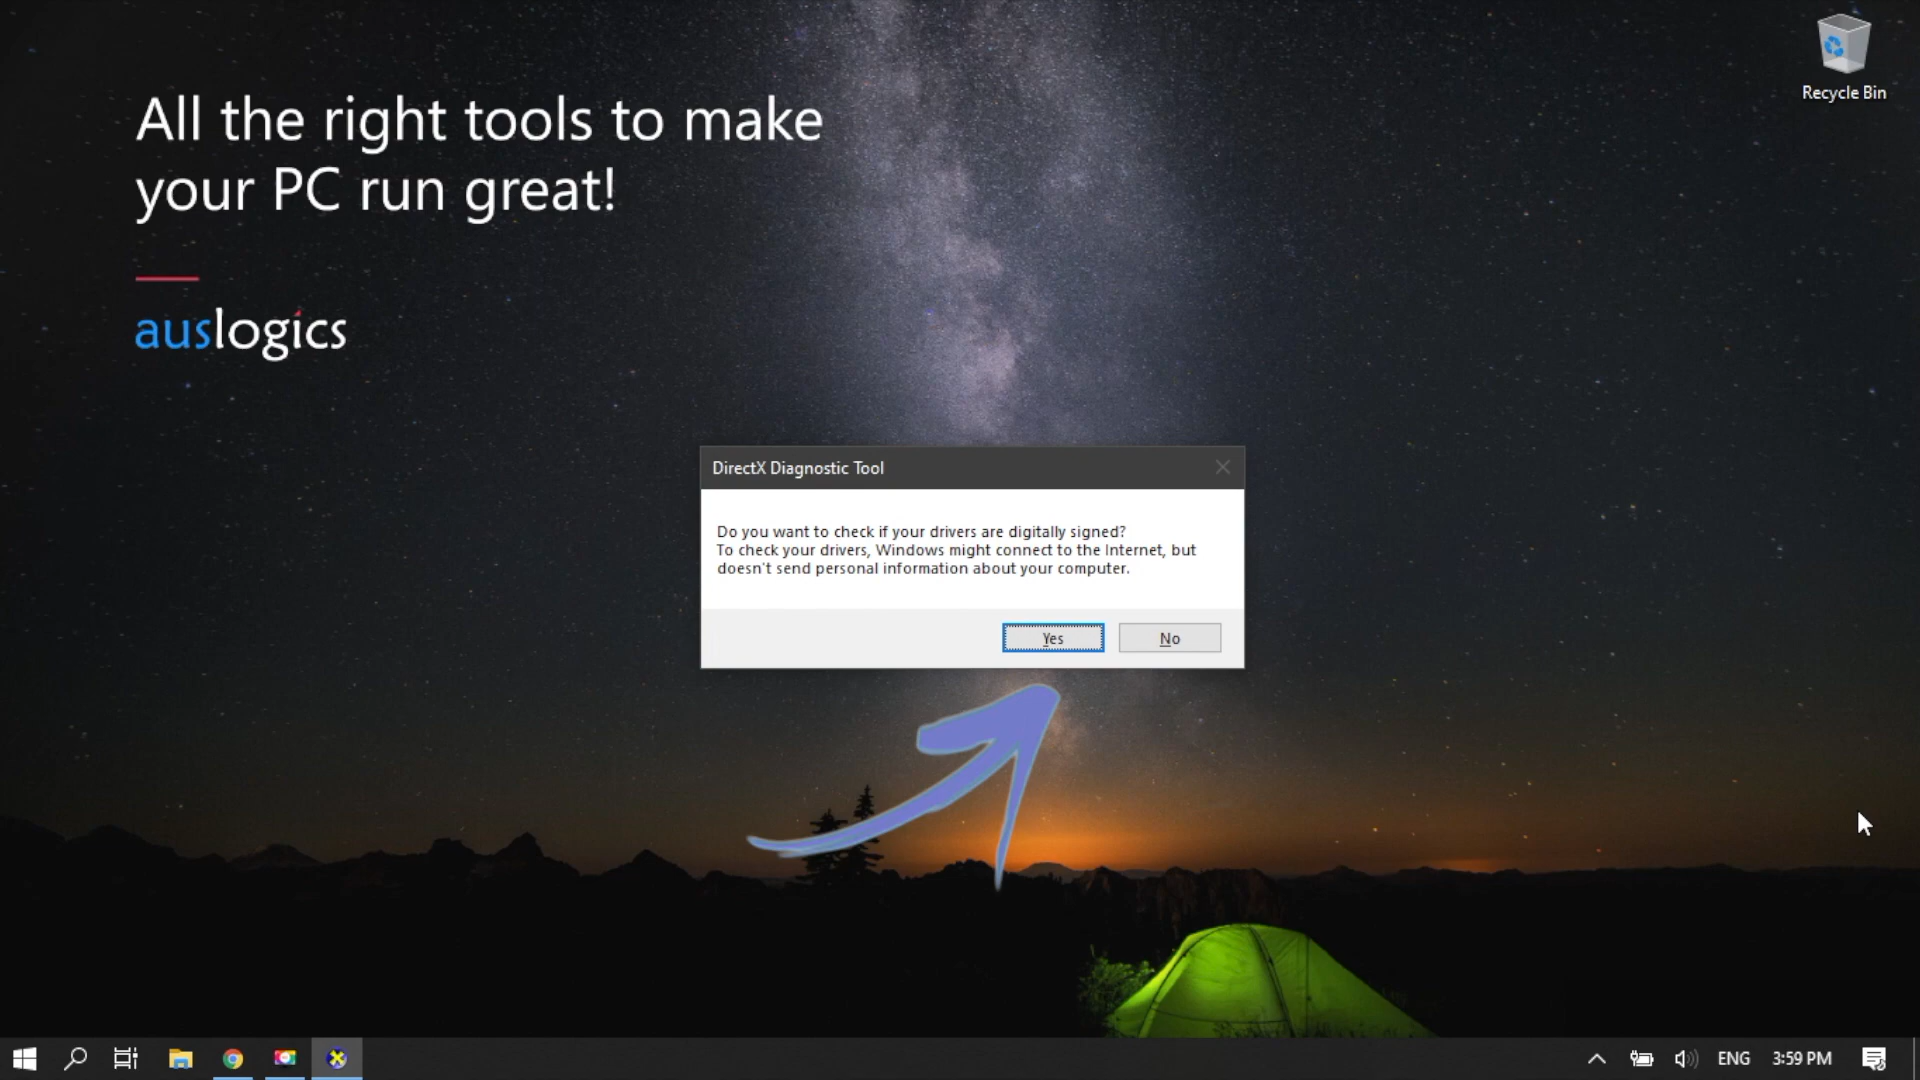 All the right tools to make
your PC run great!
auslogics
Recycle Bin
DirectX Diagnostic Tool
Do you want to check if your drivers are digitally signed?
To check your drivers, Windows might connect to the Internet, but
doesn't send personal information about your computer.
Yes
No
ENG
3:59 PM